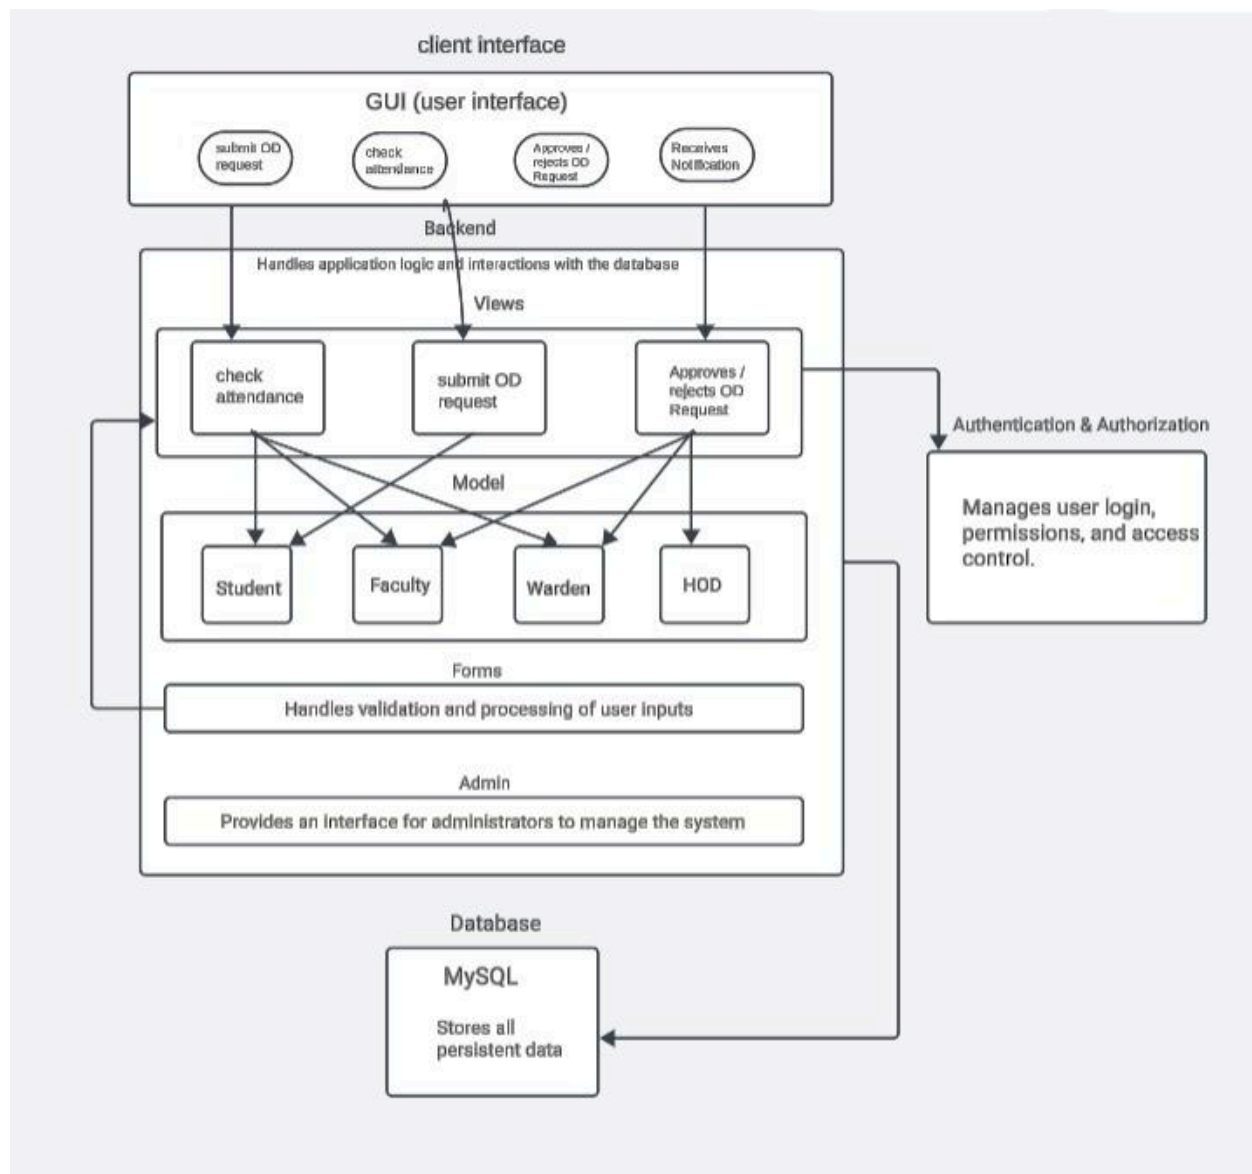 client interface
GUI (user interface)
submit OD
request
check
attendance
Approves /
rejects OD
Request
Receives
Notification
Backend
Handles application logic and interactions with the database
Views
check
attendance
submit OD
request
Approves /
rejects OD
Request
Authentication & Authorization
Manages user login,
permissions, and access
control.
Model
Student
Faculty
Warden
HOD
Forms
Handles validation and processing of user inputs
Admin
Provides an interface for administrators to manage the system
Database
MySQL
Stores all
persistent data